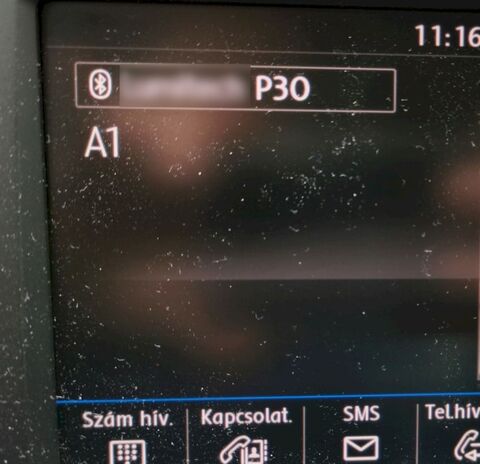 11:16
P30
A1
Szám hív. Kapcsolat. SMS Tel.hív